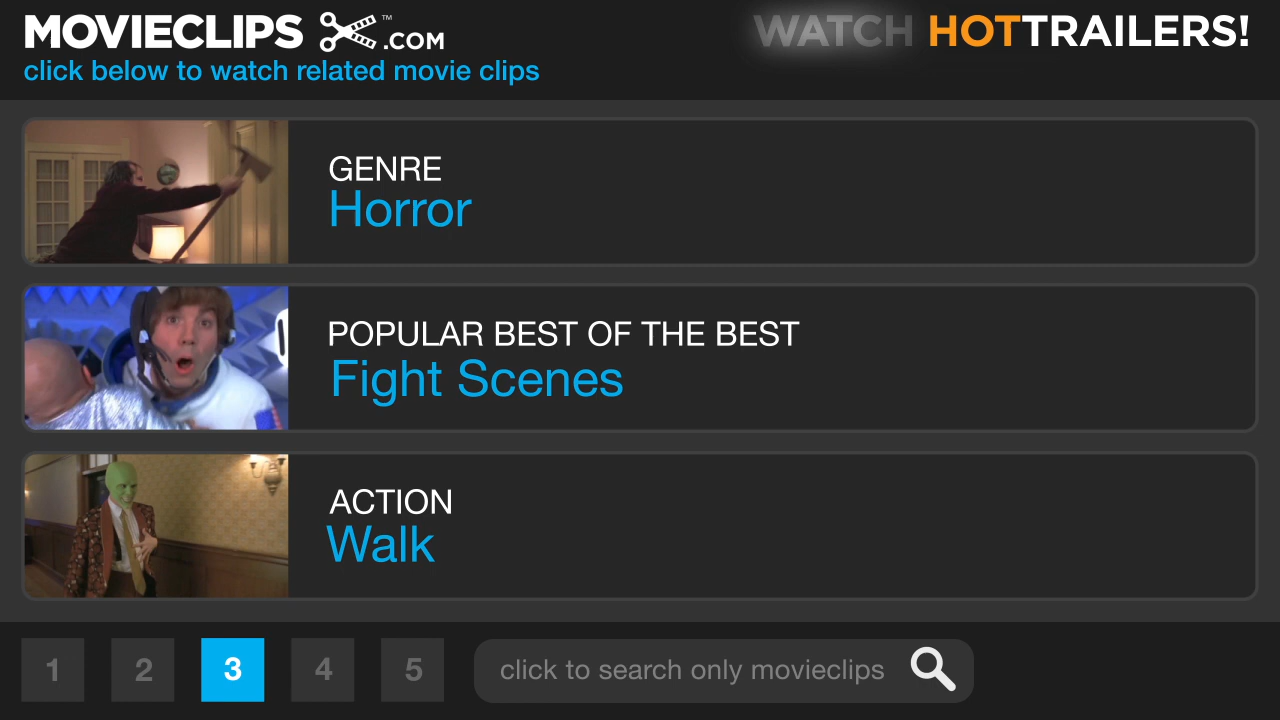 MOVIECLIPS ™ .COM
WATCH HOTTRAILERS!
click below to watch related movie clips
GENRE
Horror
POPULAR BEST OF THE BEST
Fight Scenes
ACTION
Walk
1 2 3 4 5 click to search only movieclips